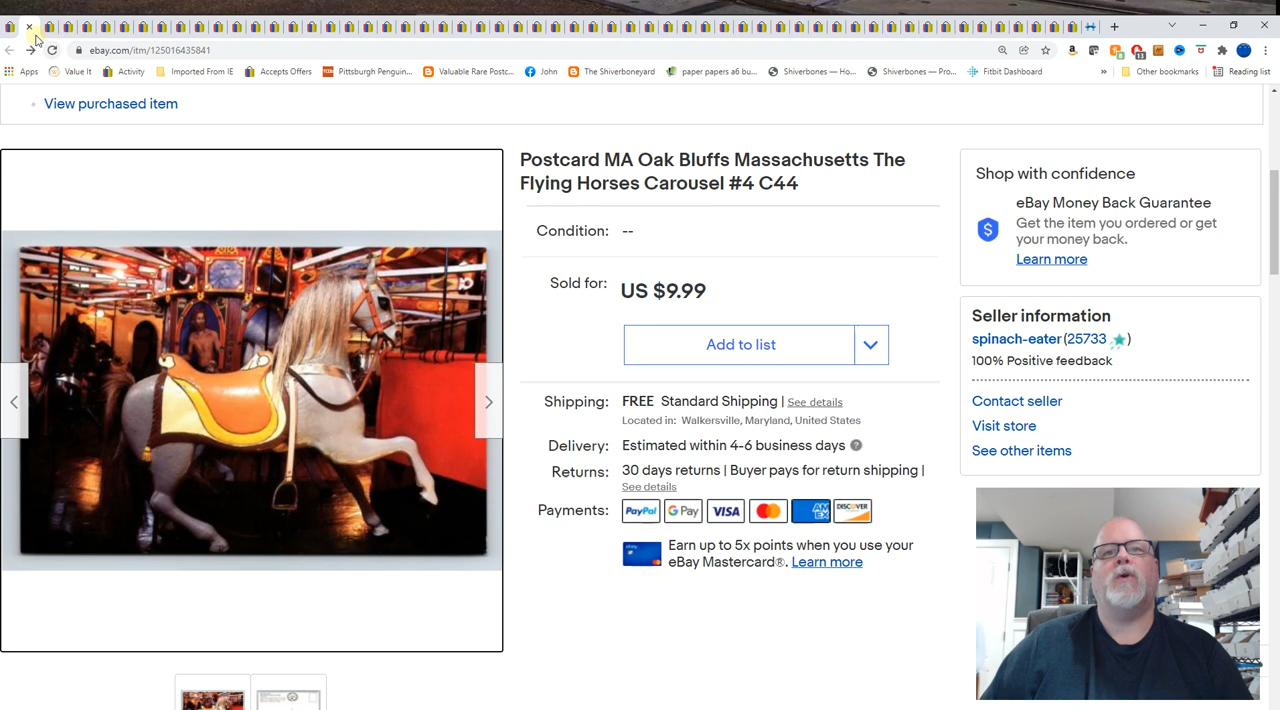 ebay.com/itm/125016435841
Apps Value It Activity Imported From IE Accepts Offers Pittsburgh Penguin... Valuable Rare Postc... John The Shiverboneyard paper papers a6 bu... Shiverbones — Ho... Shiverbones — Pro... Fitbit Dashboard » Other bookmarks Reading list
View purchased item
Postcard MA Oak Bluffs Massachusetts The
Flying Horses Carousel #4 C44
Condition: --
Sold for: US $9.99
Add to list
Shipping: FREE Standard Shipping | See details
Located in: Walkersville, Maryland, United States
Delivery: Estimated within 4-6 business days
Returns: 30 days returns | Buyer pays for return shipping |
See details
Payments: PayPal G Pay VISA AMEX DISCOVER
Earn up to 5x points when you use your
eBay Mastercard®. Learn more
Shop with confidence
eBay Money Back Guarantee
Get the item you ordered or get
your money back.
Learn more
Seller information
spinach-eater (25733 )
100% Positive feedback
Contact seller
Visit store
See other items